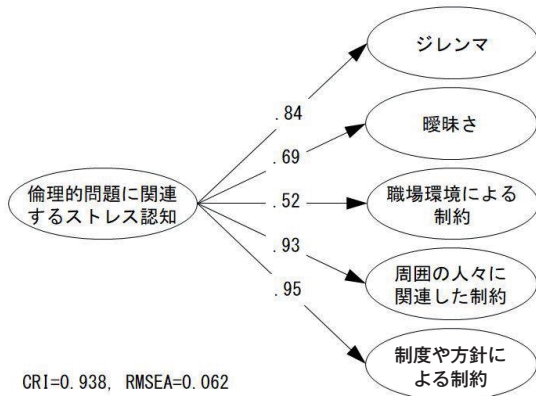 ジレンマ
.84
曖昧さ
.69
倫理的問題に関連
するストレス認知
.52
職場環境による
制約
.93
周囲の人々に
関連した制約
.95
制度や方針に
よる制約
CRI=0.938, RMSEA=0.062